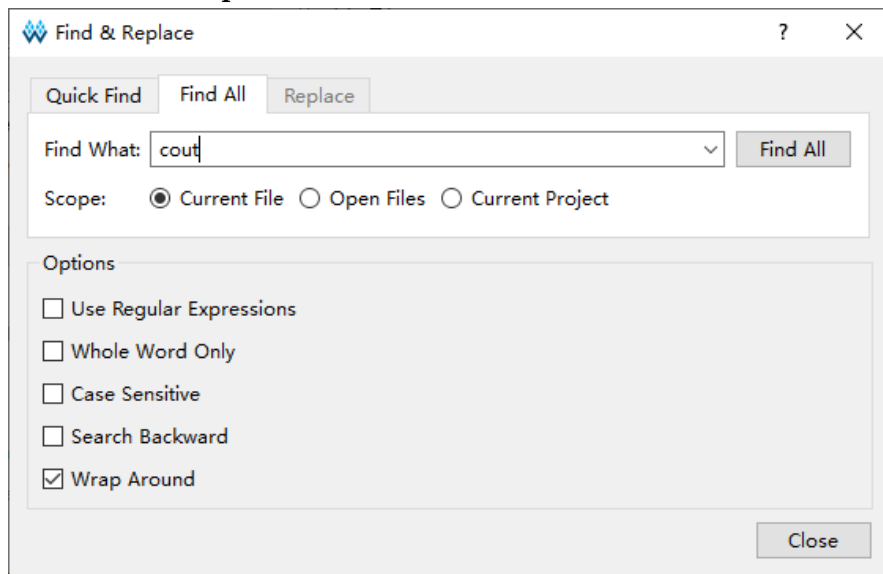 Find & Replace ?
Quick Find Find All Replace
Find What: cout Find All
Scope: Current File Open Files Current Project
Options
Use Regular Expressions
Whole Word Only
Case Sensitive
Search Backward
Wrap Around
Close